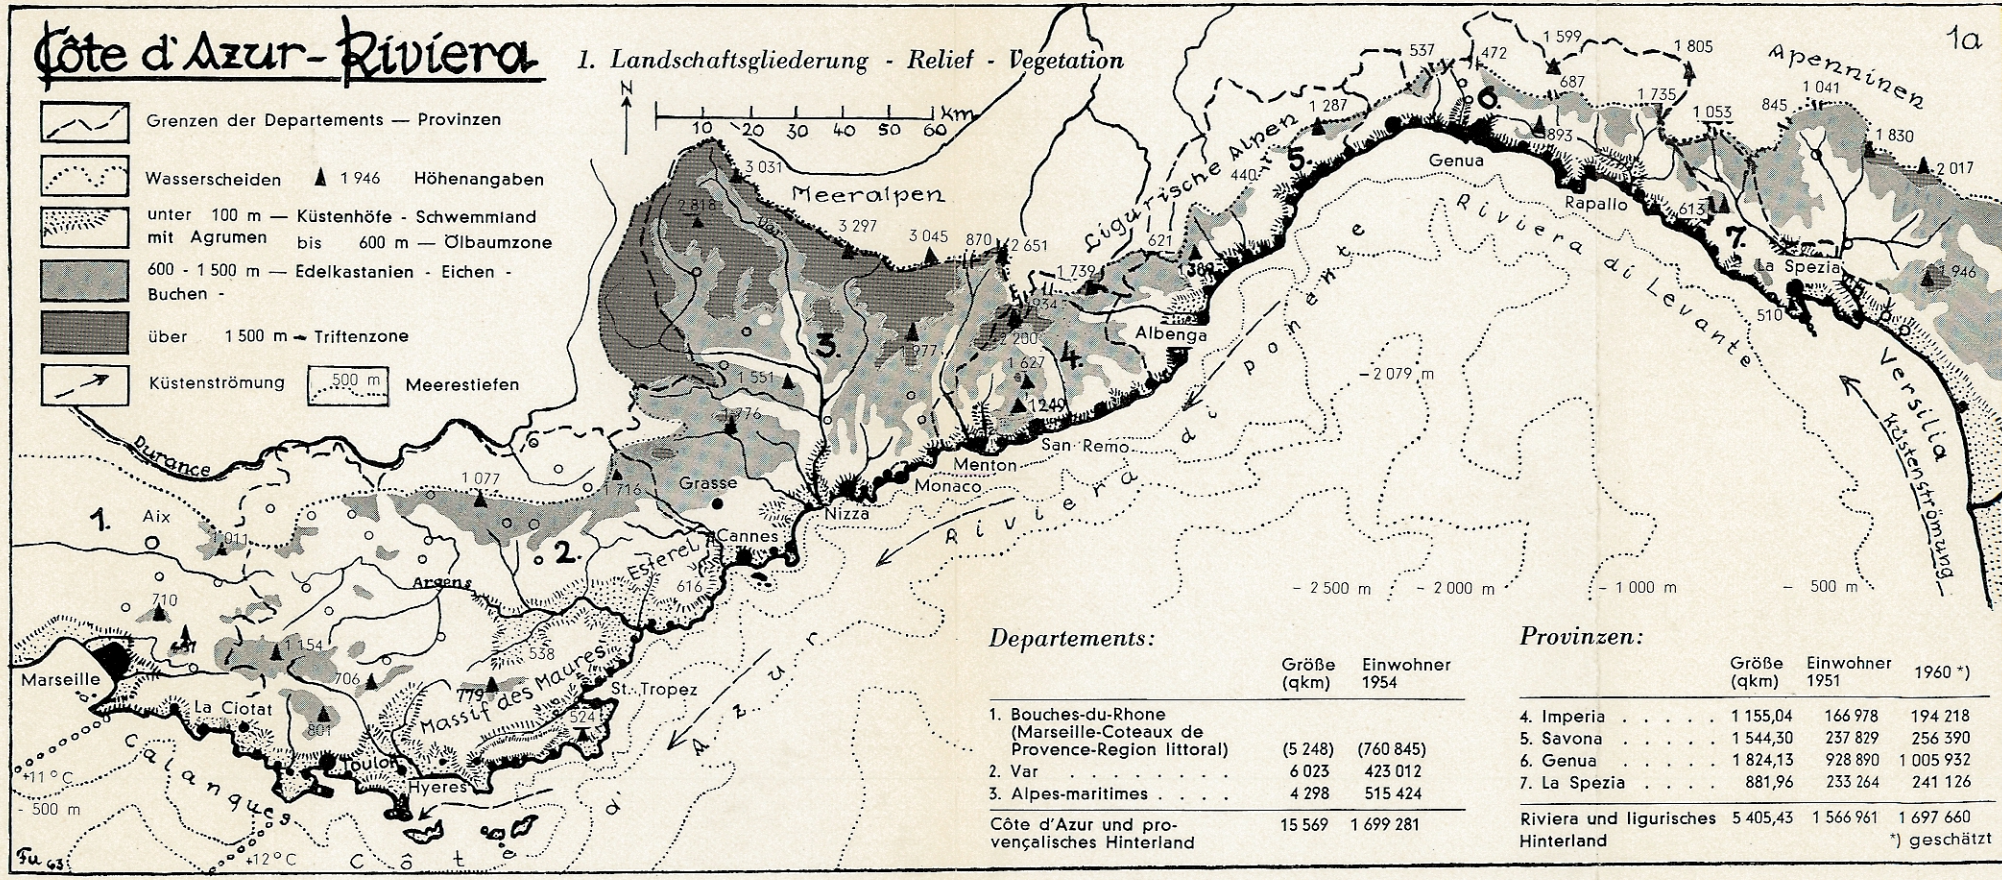 Côte d'Azur - Riviera
1. Landschaftsgliederung - Relief - Vegetation
1a
Grenzen der Departements — Provinzen
Wasserscheiden 1 946 Höhenangaben
unter 100 m — Küstenhöfe - Schwemmland
mit Agrumen bis 600 m — Ölbaumzone
600 - 1 500 m — Edelkastanien - Eichen -
Buchen -
über 1 500 m - Triftenzone
Küstenströmung 500 m Meerestiefen
N
10 20 30 40 50 60 Km
537
472
1 599
1 805
Apenninen
687
1 735
1 053
845
1 041
1 830
2 017
1 287
893
6.
Genua
Rapallo
613
7.
La Spezia
510
1 946
Versilia
Küstenströmung
Riviera di Levante
Ligurische Alpen
5.
440
621
1 389
1 739
Albenga
3 031
Meeralpen
2 818
Var
3 297
3 045
870
2 651
934
2 200
3.
1 977
4.
1 627
1 551
1249
1 776
San Remo
Menton
Monaco
Nizza
Riviera di Ponente
- 2 079 m
- 2 500 m - 2 000 m - 1 000 m - 500 m
Durance
1 077
1 716
Grasse
Cannes
1. Aix
1 011
2.
Esterel
616
Argens
710
1 154
538
706
779
Massif des Maures
Marseille
La Ciotat
801
St. Tropez
524
Toulon
Hyeres
Calanques
+11° C
- 500 m
+12° C
Côte d'Azur
Fu 63
Departements:
Größe Einwohner
(qkm) 1954
1. Bouches-du-Rhone
(Marseille-Coteaux de
Provence-Region littoral) (5 248) (760 845)
2. Var . . . . . . . 6 023 423 012
3. Alpes-maritimes . . . . 4 298 515 424
Côte d'Azur und pro- 15 569 1 699 281
vençalisches Hinterland
Provinzen:
Größe Einwohner 1960 *)
(qkm) 1951
4. Imperia . . . . . 1 155,04 166 978 194 218
5. Savona . . . . . 1 544,30 237 829 256 390
6. Genua . . . . . 1 824,13 928 890 1 005 932
7. La Spezia . . . . 881,96 233 264 241 126
Riviera und ligurisches 5 405,43 1 566 961 1 697 660
Hinterland *) geschätzt